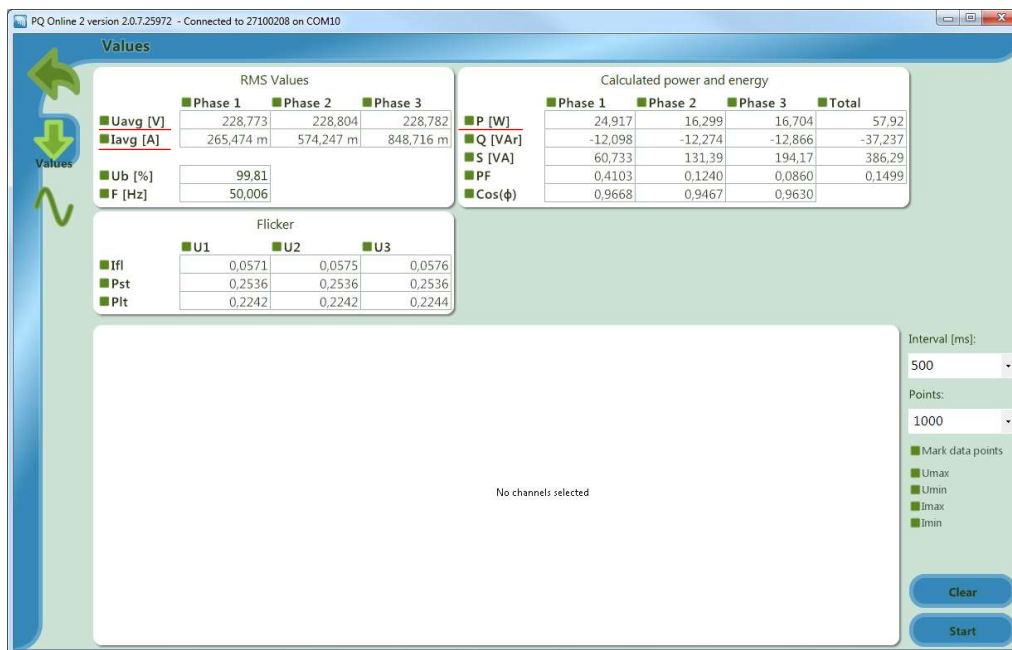 PQ Online 2 version 2.0.7.25972 - Connected to 27100208 on COM10
Values
Values
RMS Values
Phase 1 Phase 2 Phase 3
Uavg [V] 228,773 228,804 228,782
Iavg [A] 265,474 m 574,247 m 848,716 m
Ub [%] 99,81
F [Hz] 50,006
Calculated power and energy
Phase 1 Phase 2 Phase 3 Total
P [W] 24,917 16,299 16,704 57,92
Q [VAr] -12,098 -12,274 -12,866 -37,237
S [VA] 60,733 131,39 194,17 386,29
PF 0,4103 0,1240 0,0860 0,1499
Cos(ϕ) 0,9668 0,9467 0,9630
Flicker
U1 U2 U3
Ifl 0,0571 0,0575 0,0576
Pst 0,2536 0,2536 0,2536
Plt 0,2242 0,2242 0,2244
No channels selected
Interval [ms]:
500
Points:
1000
Mark data points
Umax
Umin
Imax
Imin
Clear
Start